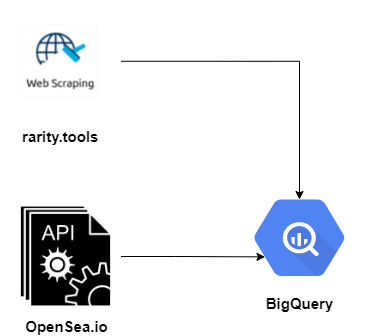 Web Scraping
rarity.tools
API
OpenSea.io
BigQuery